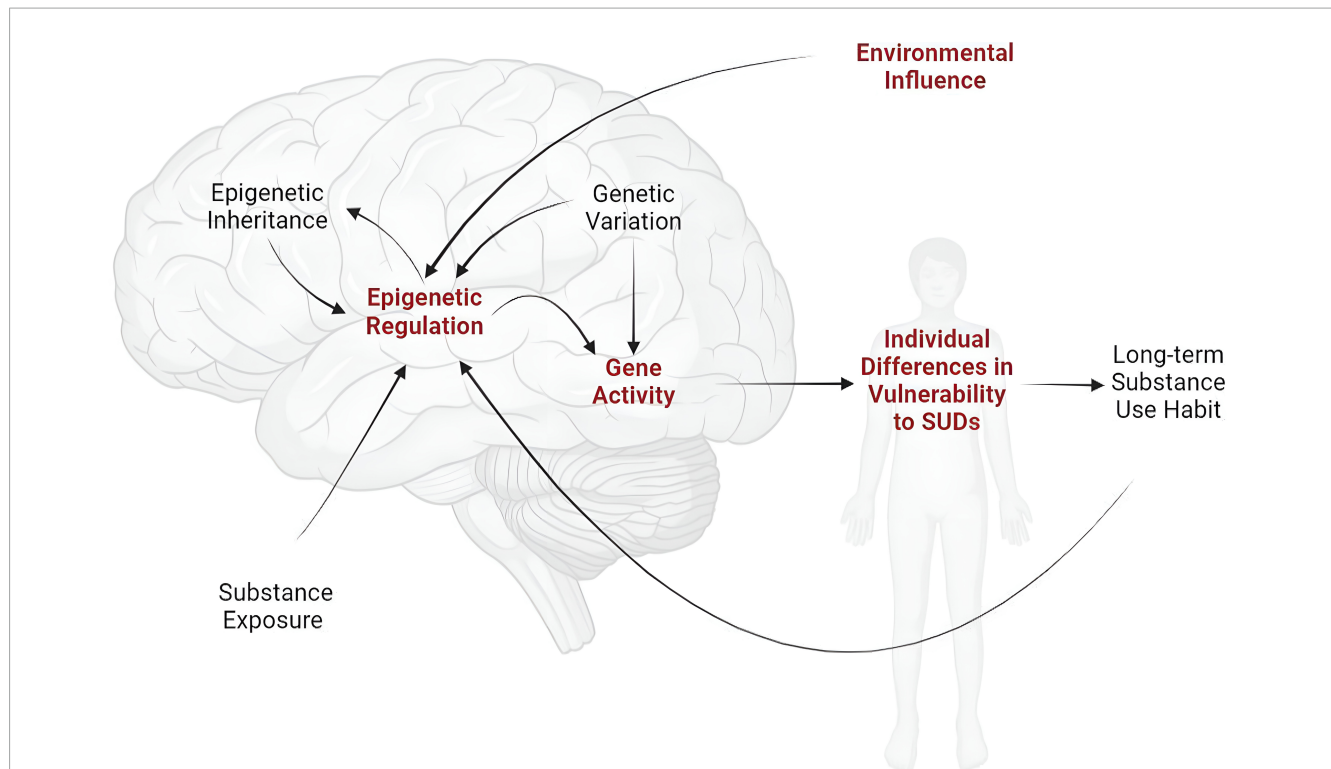 Environmental
Influence
Epigenetic
Inheritance
Genetic
Variation
Epigenetic
Regulation
Gene
Activity
Individual
Differences in
Vulnerability
to SUDs
Long-term
Substance
Use Habit
Substance
Exposure